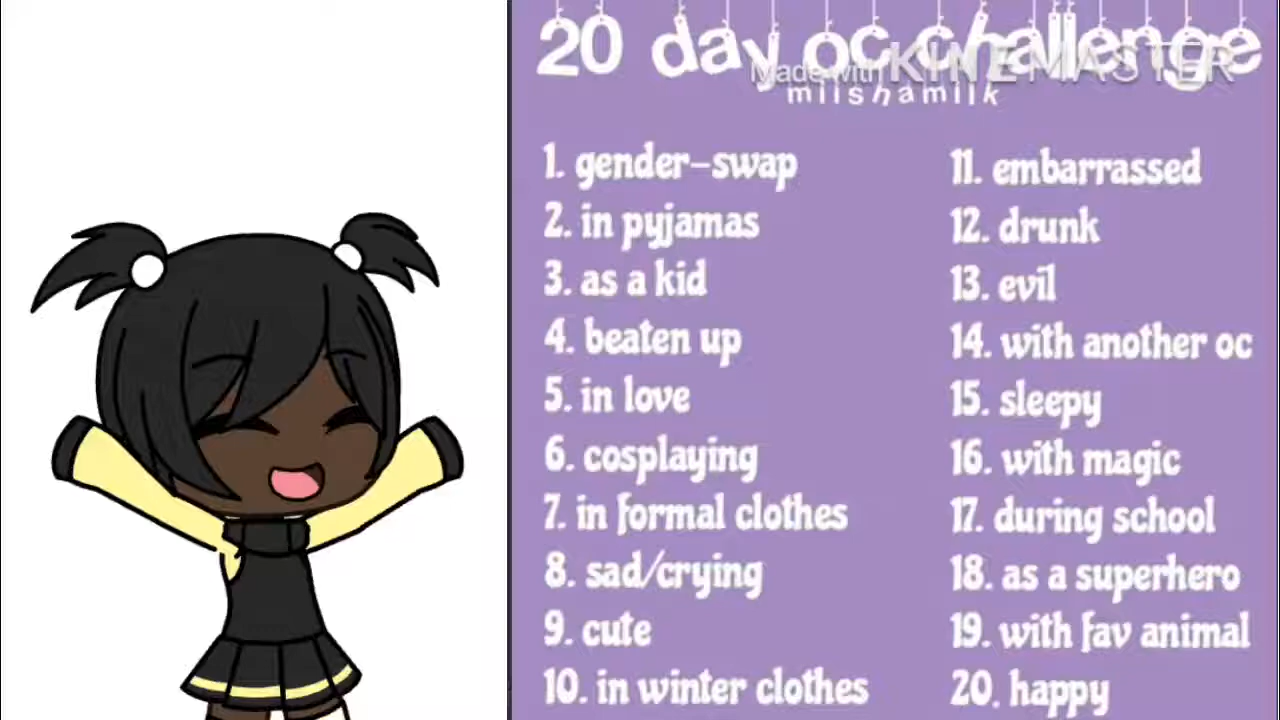 20 day oc challenge
Made with KINEMASTER
miishamilk
1. gender-swap
2. in pyjamas
3. as a kid
4. beaten up
5. in love
6. cosplaying
7. in formal clothes
8. sad/crying
9. cute
10. in winter clothes
11. embarrassed
12. drunk
13. evil
14. with another oc
15. sleepy
16. with magic
17. during school
18. as a superhero
19. with fav animal
20. happy